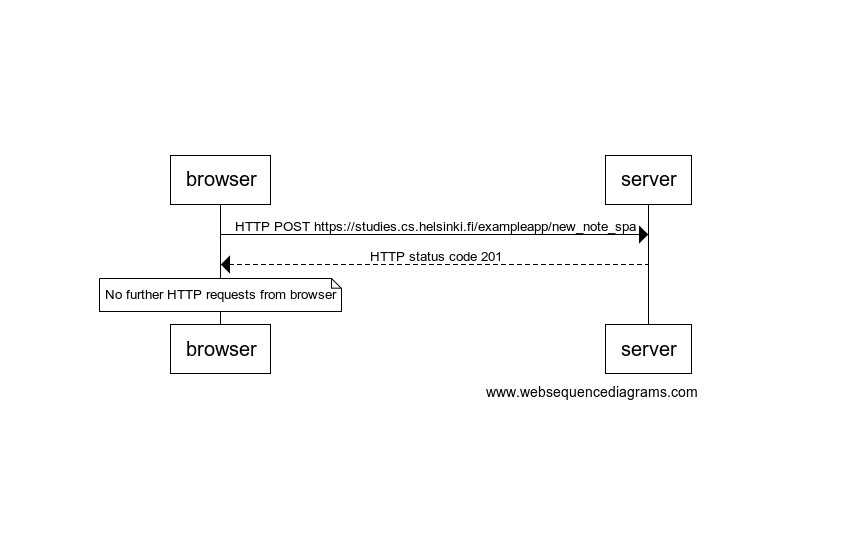 browser
server
HTTP POST https://studies.cs.helsinki.fi/exampleapp/new_note_spa
HTTP status code 201
No further HTTP requests from browser
browser
server
www.websequencediagrams.com